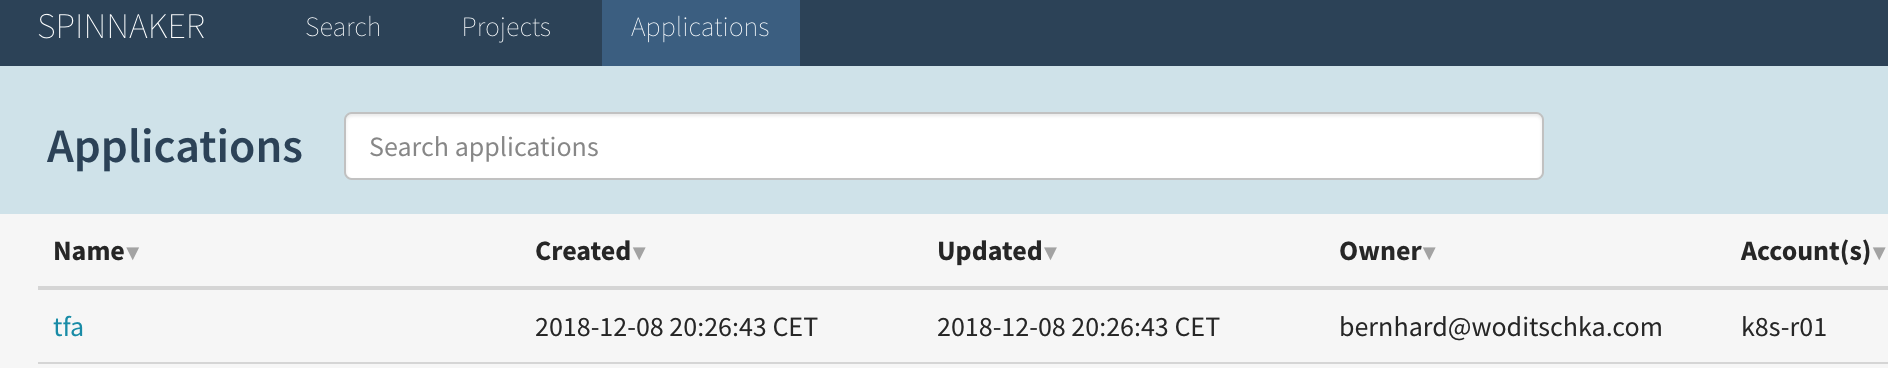 SPINNAKER Search Projects Applications
Applications Search applications
Name▾ Created▾ Updated▾ Owner▾ Account(s)▾
tfa 2018-12-08 20:26:43 CET 2018-12-08 20:26:43 CET bernhard@woditschka.com k8s-r01